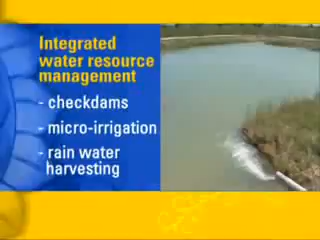 Integrated
water resource
management
- checkdams
- micro-irrigation
- rain water
harvesting